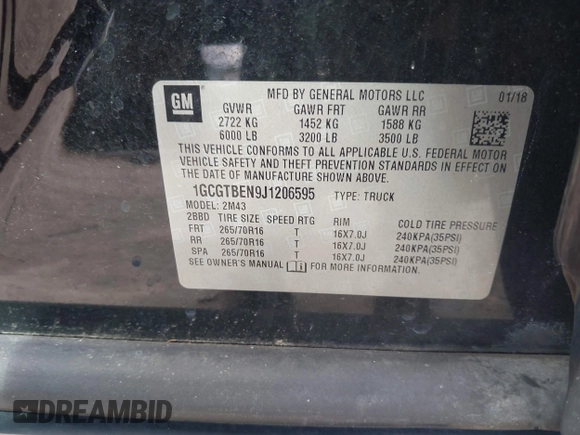 GM
MFD BY GENERAL MOTORS LLC 01/18
GVWR GAWR FRT GAWR RR
2722 KG 1452 KG 1588 KG
6000 LB 3200 LB 3500 LB
THIS VEHICLE CONFORMS TO ALL APPLICABLE U.S. FEDERAL MOTOR
VEHICLE SAFETY AND THEFT PREVENTION STANDARDS IN EFFECT ON
THE DATE OF MANUFACTURE SHOWN ABOVE.
1GCGTBEN9J1206595 TYPE: TRUCK
MODEL: 2M43
2BBD TIRE SIZE SPEED RTG RIM COLD TIRE PRESSURE
FRT 265/70R16 T 16X7.0J 240KPA(35PSI)
RR 265/70R16 T 16X7.0J 240KPA(35PSI)
SPA 265/70R16 T 16X7.0J 240KPA(35PSI)
SEE OWNER'S MANUAL FOR MORE INFORMATION.
DREAMBID